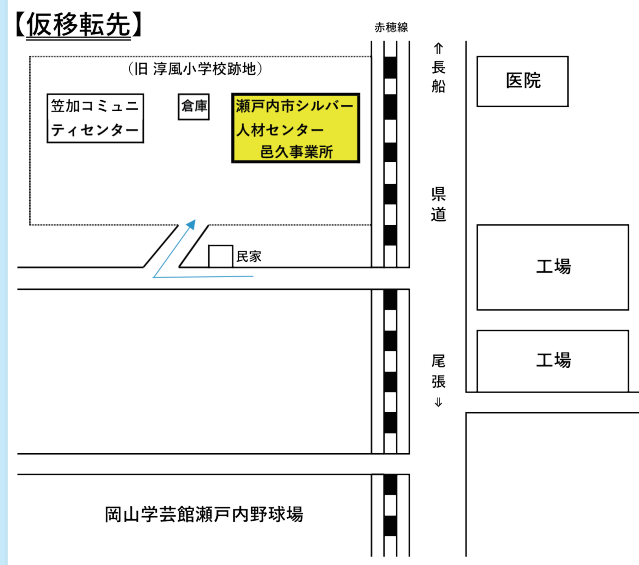 【仮移転先】
赤穂線
（旧 淳風小学校跡地）
⇑長船
医院
笠加コミュニ
ティセンター
倉庫
瀬戸内市シルバー
人材センター
邑久事業所
県道
民家
工場
工場
尾張⇓
岡山学芸館瀬戸内野球場